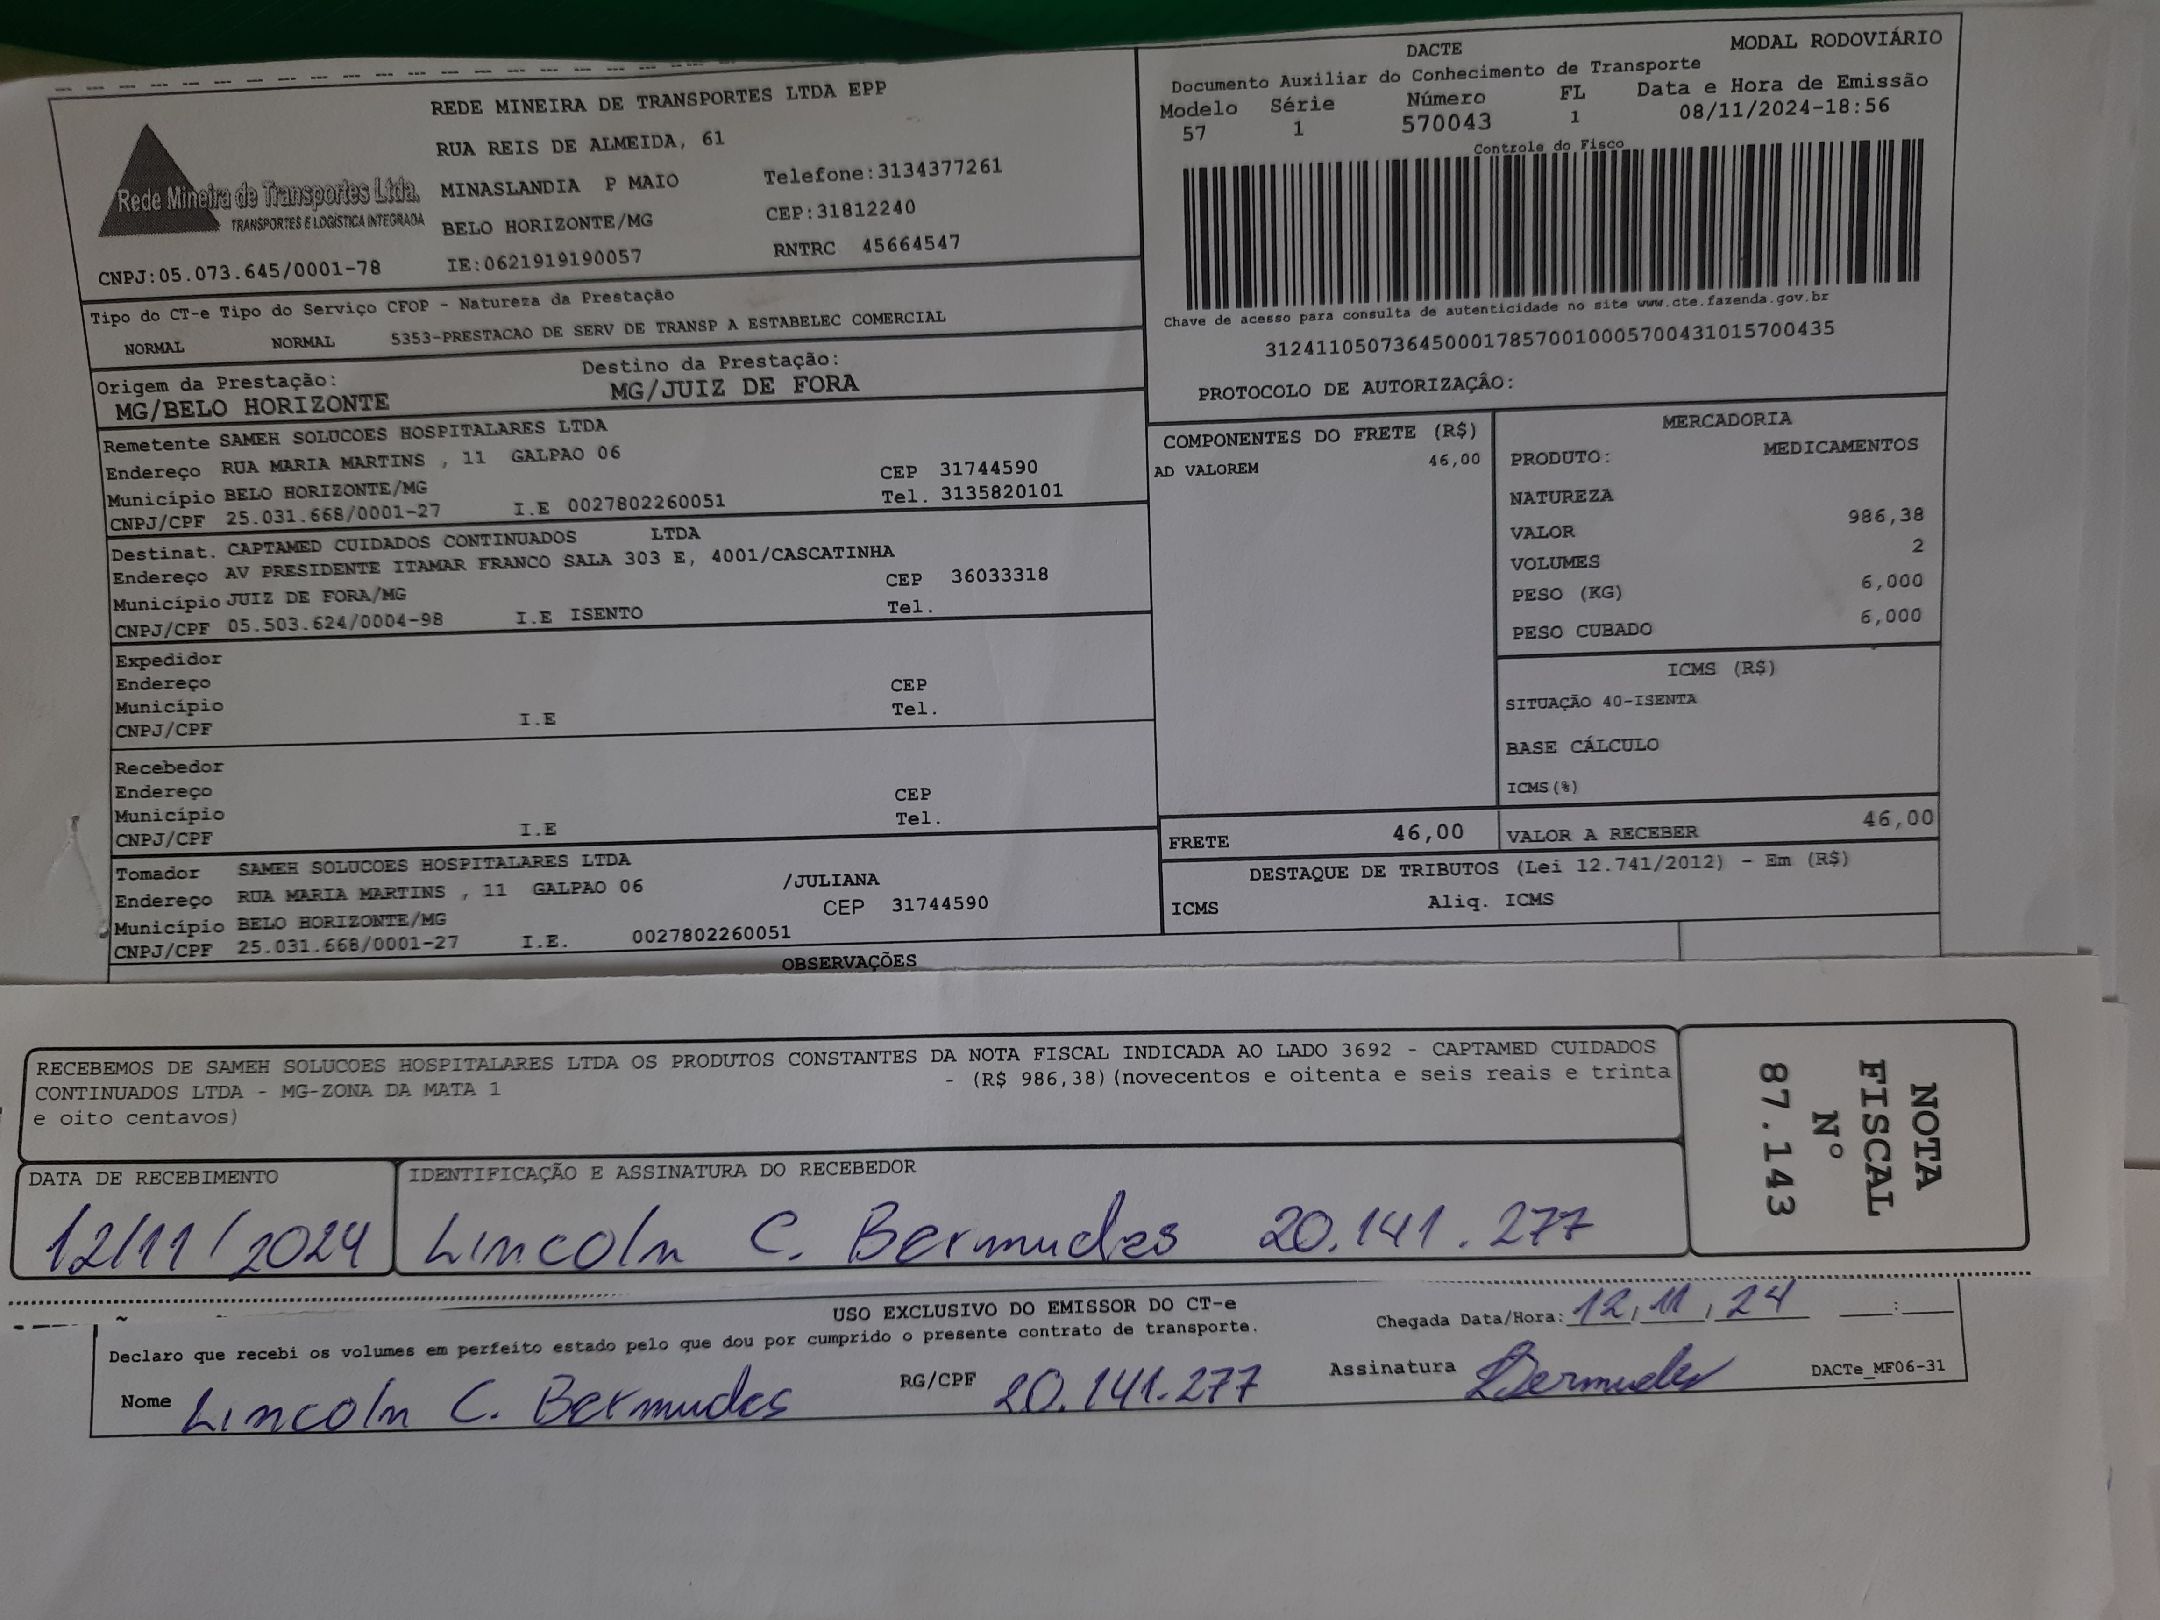 REDE MINEIRA DE TRANSPORTES LTDA EPP
RUA REIS DE ALMEIDA, 61
MINASLANDIA P MAIO Telefone:3134377261
BELO HORIZONTE/MG CEP:31812240
CNPJ:05.073.645/0001-78 IE:0621919190057 RNTRC 45664547
Rede Mineira de Transportes Ltda.
TRANSPORTES E LOGÍSTICA INTEGRADA
DACTE MODAL RODOVIÁRIO
Documento Auxiliar do Conhecimento de Transporte
Modelo Série Número FL Data e Hora de Emissão
57 1 570043 1 08/11/2024-18:56
Controle do Fisco
Chave de acesso para consulta de autenticidade no site www.cte.fazenda.gov.br
31241105073645000178570010005700431015700435
PROTOCOLO DE AUTORIZAÇÂO:
Tipo do CT-e Tipo do Serviço CFOP - Natureza da Prestação
NORMAL NORMAL 5353-PRESTACAO DE SERV DE TRANSP A ESTABELEC COMERCIAL
Origem da Prestação: Destino da Prestação:
MG/BELO HORIZONTE MG/JUIZ DE FORA
Remetente SAMEH SOLUCOES HOSPITALARES LTDA
Endereço RUA MARIA MARTINS , 11 GALPAO 06 CEP 31744590
Município BELO HORIZONTE/MG Tel. 3135820101
CNPJ/CPF 25.031.668/0001-27 I.E 0027802260051
Destinat. CAPTAMED CUIDADOS CONTINUADOS LTDA
Endereço AV PRESIDENTE ITAMAR FRANCO SALA 303 E, 4001/CASCATINHA
Município JUIZ DE FORA/MG CEP 36033318
CNPJ/CPF 05.503.624/0004-98 I.E ISENTO Tel.
Expedidor
Endereço CEP
Município Tel.
CNPJ/CPF I.E
Recebedor
Endereço CEP
Município Tel.
CNPJ/CPF I.E
Tomador SAMEH SOLUCOES HOSPITALARES LTDA
Endereço RUA MARIA MARTINS , 11 GALPAO 06 /JULIANA
Município BELO HORIZONTE/MG CEP 31744590
CNPJ/CPF 25.031.668/0001-27 I.E. 0027802260051
OBSERVAÇÕES
COMPONENTES DO FRETE (R$)
AD VALOREM 46,00
MERCADORIA
PRODUTO: MEDICAMENTOS
NATUREZA
VALOR 986,38
VOLUMES 2
PESO (KG) 6,000
PESO CUBADO 6,000
ICMS (R$)
SITUAÇÃO 40-ISENTA
BASE CÁLCULO
ICMS(%)
FRETE 46,00 VALOR A RECEBER 46,00
DESTAQUE DE TRIBUTOS (Lei 12.741/2012) - Em (R$)
ICMS Aliq. ICMS
RECEBEMOS DE SAMEH SOLUCOES HOSPITALARES LTDA OS PRODUTOS CONSTANTES DA NOTA FISCAL INDICADA AO LADO 3692 - CAPTAMED CUIDADOS
CONTINUADOS LTDA - MG-ZONA DA MATA 1 - (R$ 986,38)(novecentos e oitenta e seis reais e trinta
e oito centavos)
NOTA
FISCAL
Nº
87.143
DATA DE RECEBIMENTO IDENTIFICAÇÃO E ASSINATURA DO RECEBEDOR
12/11/2024 Lincoln C. Bermudes 20.141.277
USO EXCLUSIVO DO EMISSOR DO CT-e
Declaro que recebi os volumes em perfeito estado pelo que dou por cumprido o presente contrato de transporte.
Chegada Data/Hora: 12/11/24 __:__
Nome Lincoln C. Bermudes RG/CPF 20.141.277 Assinatura LBermudes DACTe_MF06-31